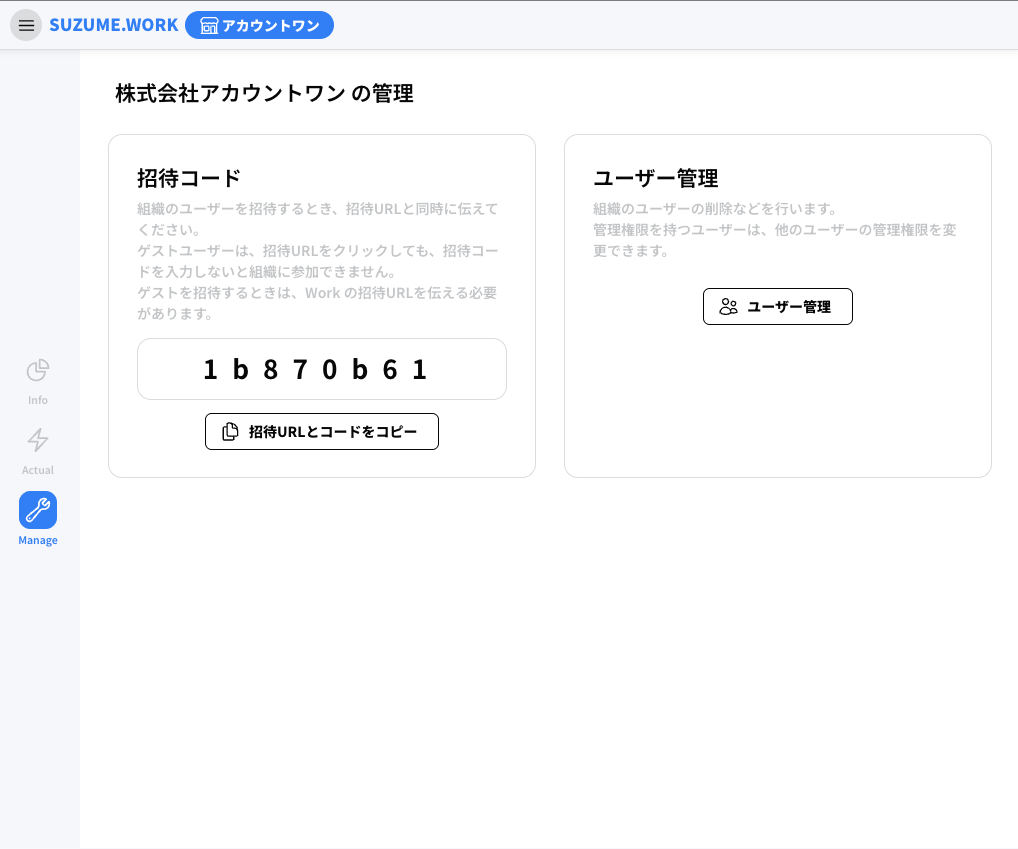 SUZUME.WORK アカウントワン
株式会社アカウントワン の管理
招待コード
組織のユーザーを招待するとき、招待URLと同時に伝えて
ください。
ゲストユーザーは、招待URLをクリックしても、招待コー
ドを入力しないと組織に参加できません。
ゲストを招待するときは、Work の招待URLを伝える必要
があります。
1b870b61
招待URLとコードをコピー
ユーザー管理
組織のユーザーの削除などを行います。
管理権限を持つユーザーは、他のユーザーの管理権限を変
更できます。
ユーザー管理
Info
Actual
Manage